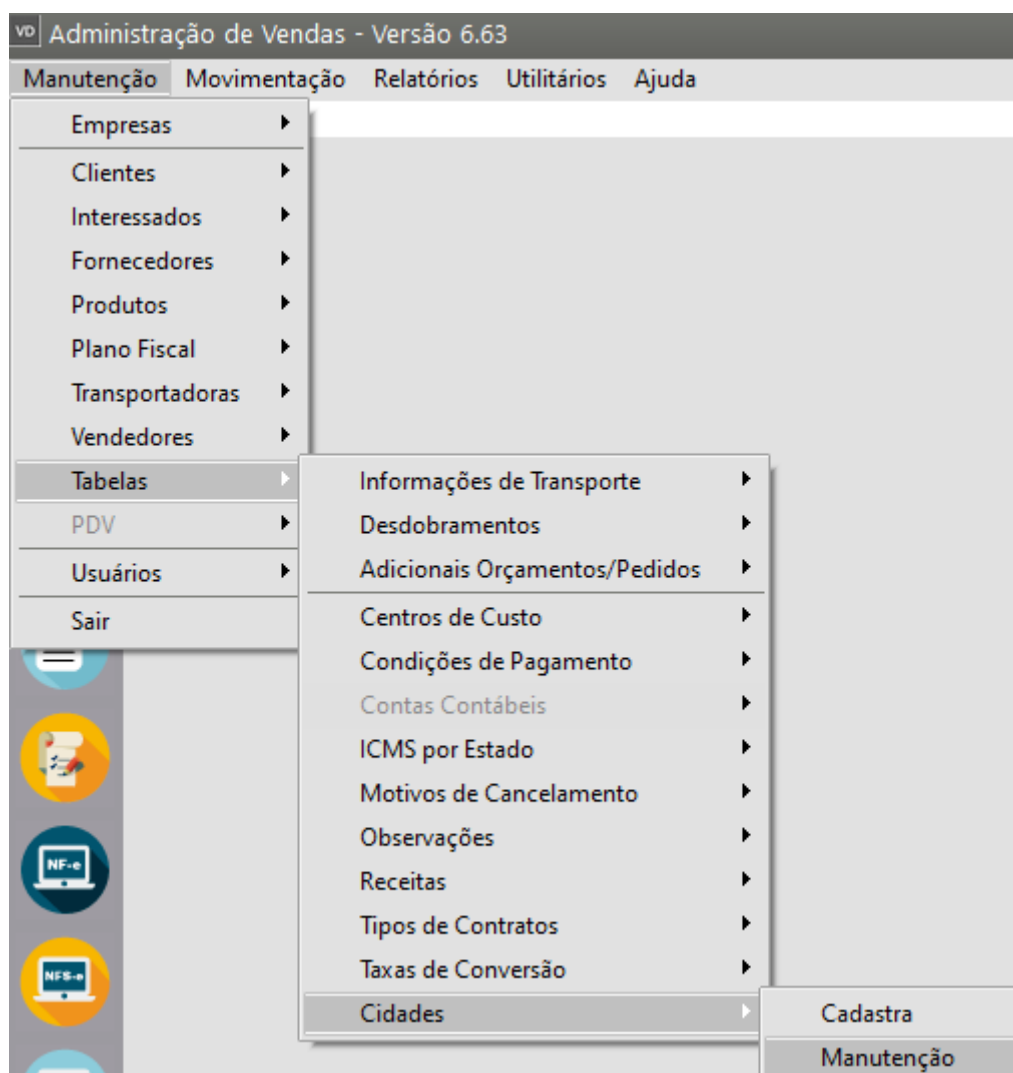 VD Administração de Vendas - Versão 6.63
Manutenção Movimentação Relatórios Utilitários Ajuda
Empresas
Clientes
Interessados
Fornecedores
Produtos
Plano Fiscal
Transportadoras
Vendedores
Tabelas
PDV
Usuários
Sair
Informações de Transporte
Desdobramentos
Adicionais Orçamentos/Pedidos
Centros de Custo
Condições de Pagamento
Contas Contábeis
ICMS por Estado
Motivos de Cancelamento
Observações
Receitas
Tipos de Contratos
Taxas de Conversão
Cidades
Cadastra
Manutenção
NF-e
NFS-e